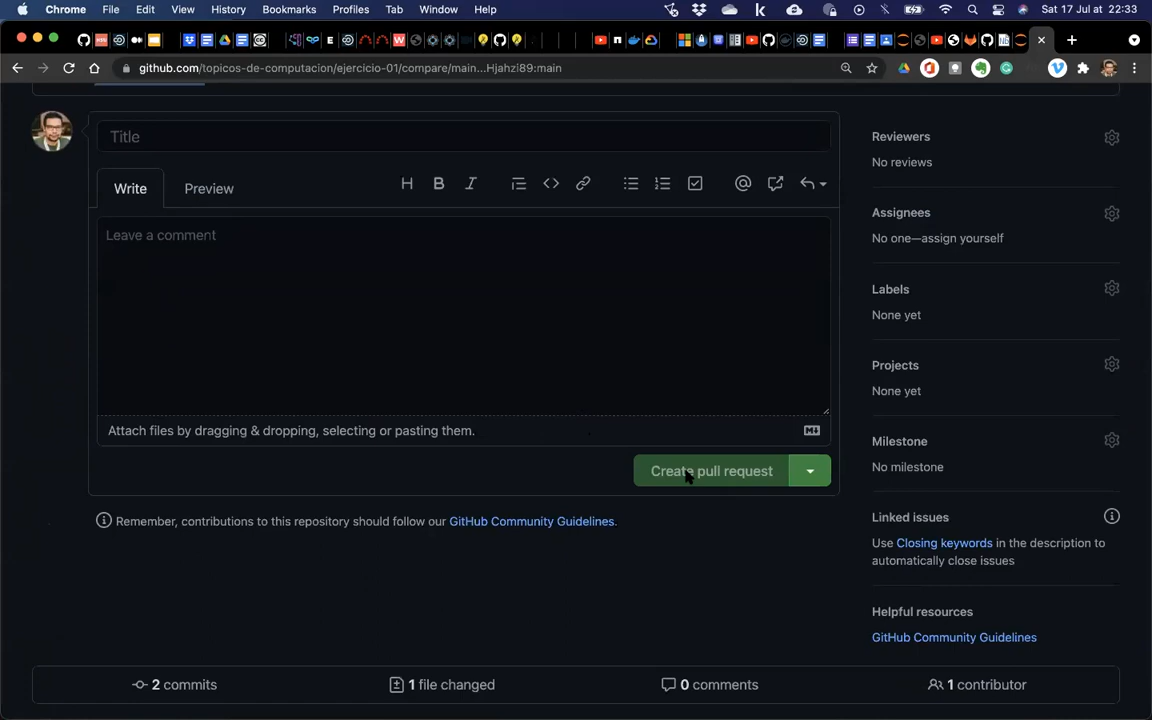 Chrome File Edit View History Bookmarks Profiles Tab Window Help Sat 17 Jul at 22:33
github.com/topicos-de-computacion/ejercicio-01/compare/main...Hjahzi89:main
Title
Write Preview
Leave a comment
Attach files by dragging & dropping, selecting or pasting them.
Create pull request
Remember, contributions to this repository should follow our GitHub Community Guidelines.
Reviewers
No reviews
Assignees
No one—assign yourself
Labels
None yet
Projects
None yet
Milestone
No milestone
Linked issues
Use Closing keywords in the description to
automatically close issues
Helpful resources
GitHub Community Guidelines
2 commits 1 file changed 0 comments 1 contributor